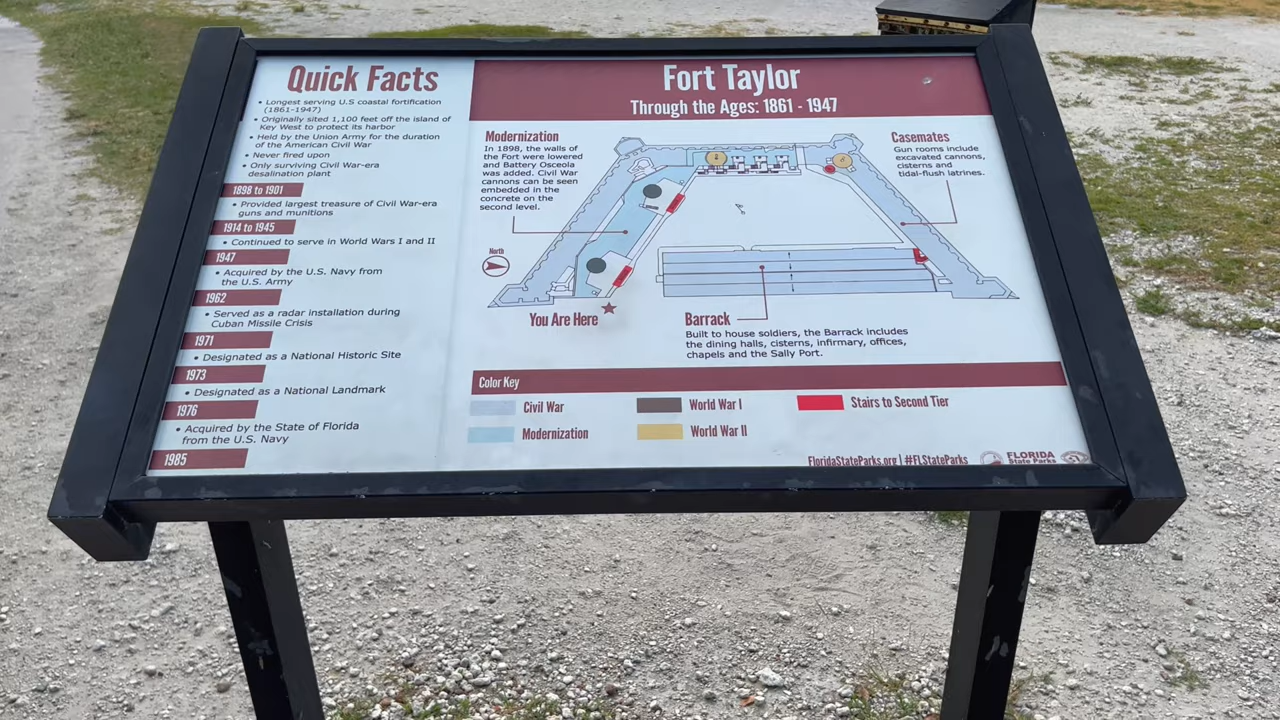 Quick Facts
• Longest serving U.S coastal fortification
(1861-1947)
• Originally sited 1,100 feet off the island of
Key West to protect its harbor
• Held by the Union Army for the duration
of the American Civil War
• Never fired upon
• Only surviving Civil War-era
desalination plant
1898 to 1901
• Provided largest treasure of Civil War-era
guns and munitions
1914 to 1945
• Continued to serve in World Wars I and II
1947
• Acquired by the U.S. Navy from
the U.S. Army
1962
• Served as a radar installation during
Cuban Missile Crisis
1971
• Designated as a National Historic Site
1973
• Designated as a National Landmark
1976
• Acquired by the State of Florida
from the U.S. Navy
1985
Fort Taylor
Through the Ages: 1861 - 1947
Modernization
In 1898, the walls of
the Fort were lowered
and Battery Osceola
was added. Civil War
cannons can be seen
embedded in the
concrete on the
second level.
Casemates
Gun rooms include
excavated cannons,
cisterns and
tidal-flush latrines.
North
You Are Here
Barrack
Built to house soldiers, the Barrack includes
the dining halls, cisterns, infirmary, offices,
chapels and the Sally Port.
Color Key
Civil War
World War I
Stairs to Second Tier
Modernization
World War II
FloridaStateParks.org | #FLStateParks
FLORIDA
State Parks